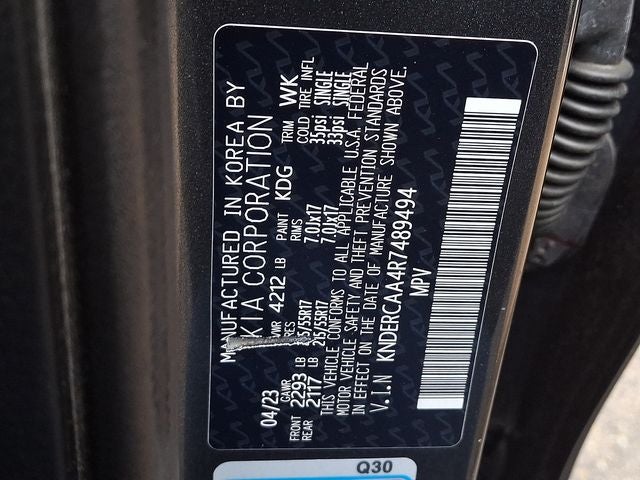 MANUFACTURED IN KOREA BY
KIA CORPORATION
04/23 GVWR 4212 LB PAINT KDG TRIM WK
GAWR TIRES RIMS COLD TIRE INFL
FRONT 2293 LB 215/55R17 7.0Jx17 35psi SINGLE
REAR 2117 LB 215/55R17 7.0Jx17 33psi SINGLE
THIS VEHICLE CONFORMS TO ALL APPLICABLE U.S.A. FEDERAL
MOTOR VEHICLE SAFETY AND THEFT PREVENTION STANDARDS
IN EFFECT ON THE DATE OF MANUFACTURE SHOWN ABOVE.
V.I.N KNDERCAA4R7489494
MPV
Q30